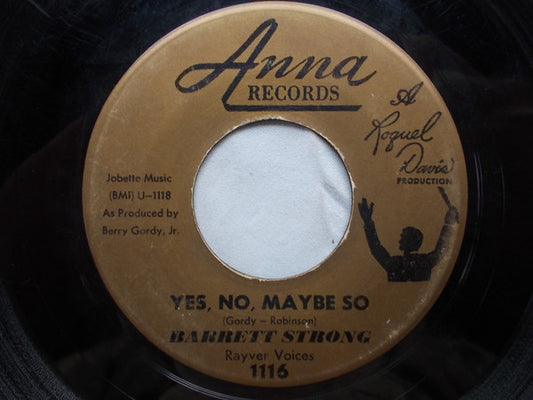 Anna
RECORDS
A
Roquel
Davis
PRODUCTION
Jobette Music
(BMI) U-1118
As Produced by
Berry Gordy, Jr.
YES, NO, MAYBE SO
(Gordy - Robinson)
BARRETT STRONG
Rayver Voices
1116